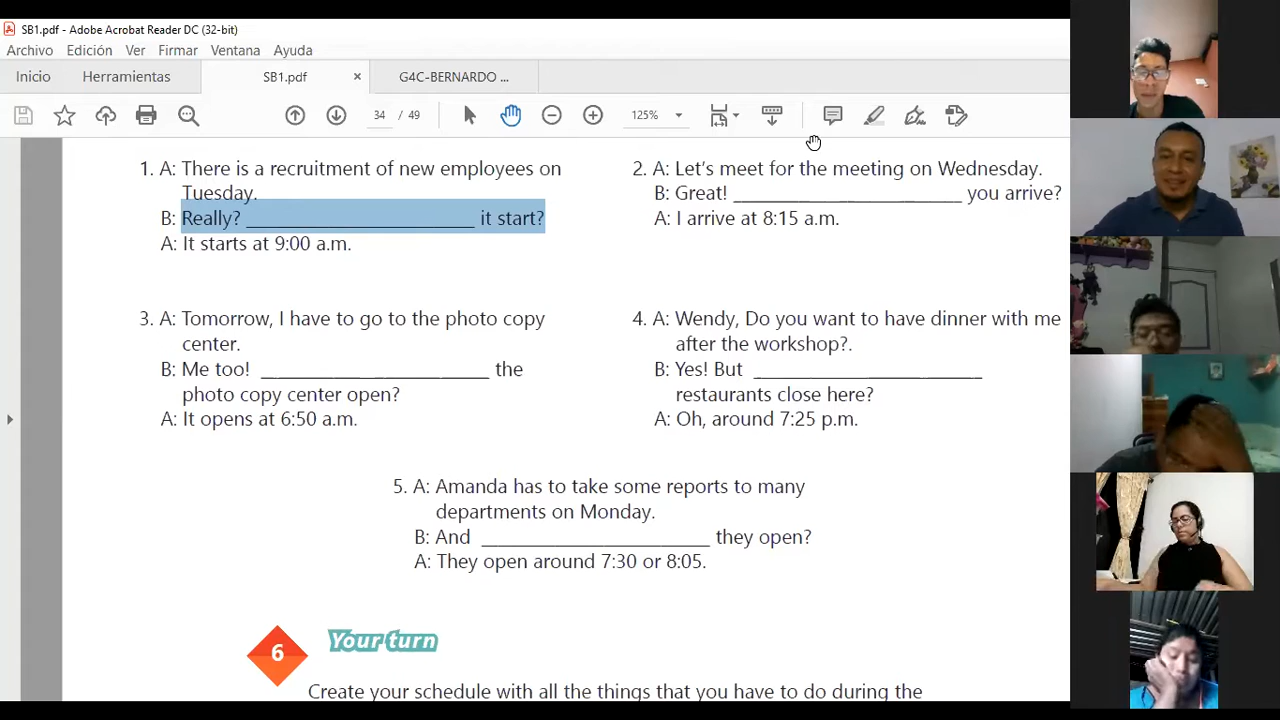 SB1.pdf - Adobe Acrobat Reader DC (32-bit)
Archivo Edición Ver Firmar Ventana Ayuda
Inicio Herramientas SB1.pdf × G4C-BERNARDO ...
34 / 49 125%
1. A: There is a recruitment of new employees on
Tuesday.
B: Really? _______________________ it start?
A: It starts at 9:00 a.m.
2. A: Let's meet for the meeting on Wednesday.
B: Great! _______________________ you arrive?
A: I arrive at 8:15 a.m.
3. A: Tomorrow, I have to go to the photo copy
center.
B: Me too! _______________________ the
photo copy center open?
A: It opens at 6:50 a.m.
4. A: Wendy, Do you want to have dinner with me
after the workshop?.
B: Yes! But _______________________
restaurants close here?
A: Oh, around 7:25 p.m.
5. A: Amanda has to take some reports to many
departments on Monday.
B: And _______________________ they open?
A: They open around 7:30 or 8:05.
6 Your turn
Create your schedule with all the things that you have to do during the